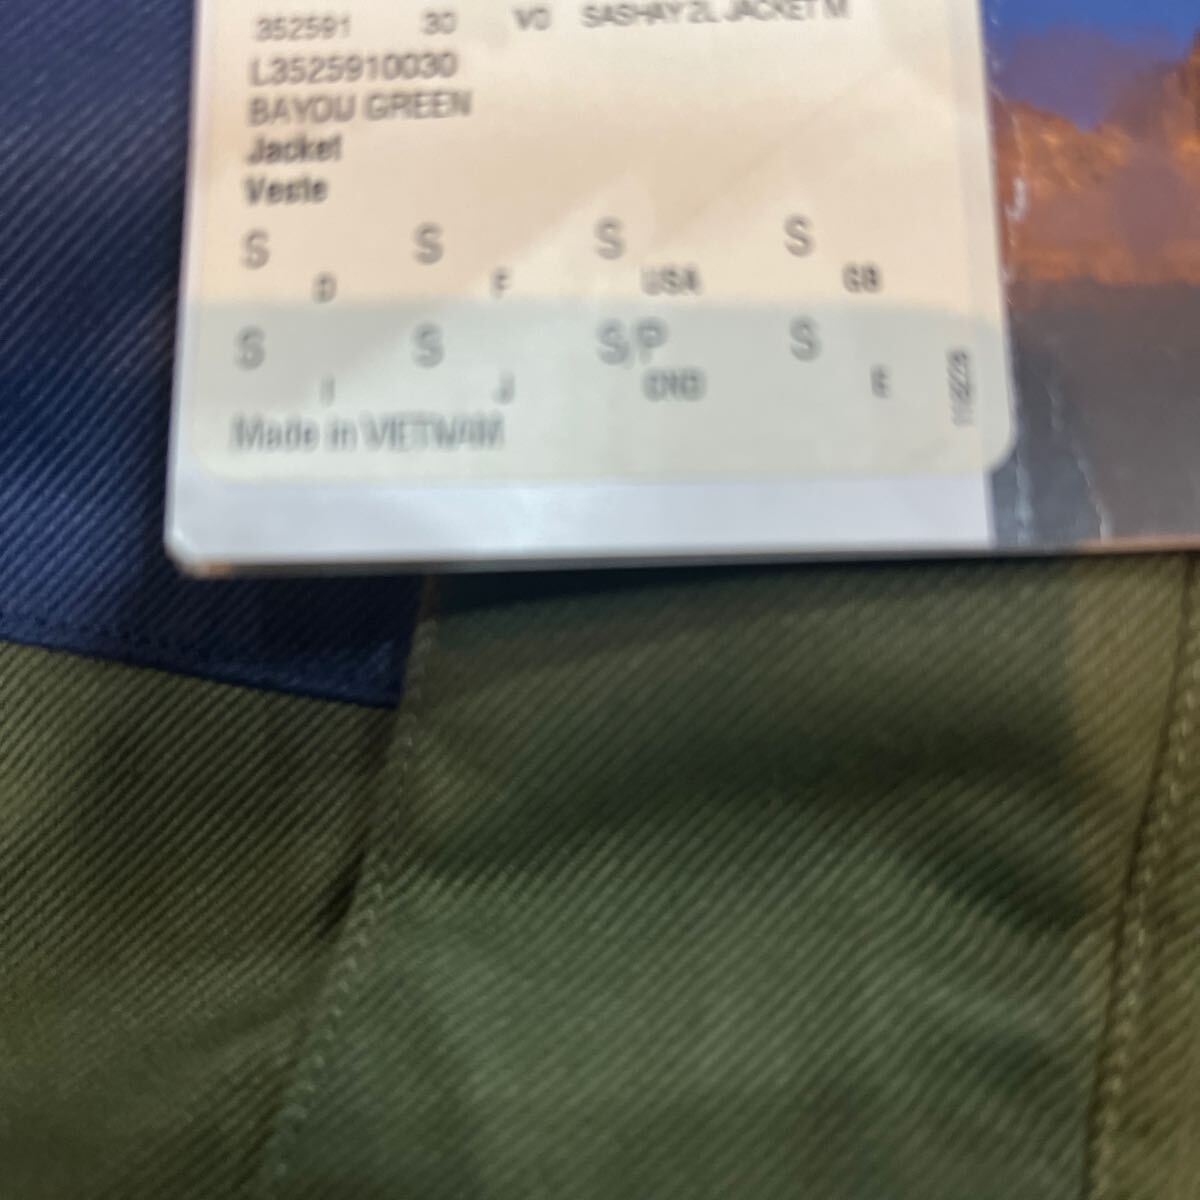 352591 30 V0 SASHAY 2L JACKET M
L3525910030
BAYOU GREEN
Jacket
Veste
S S S S
D F USA GB
S S S/P S
I J CND E
Made in VIETNAM